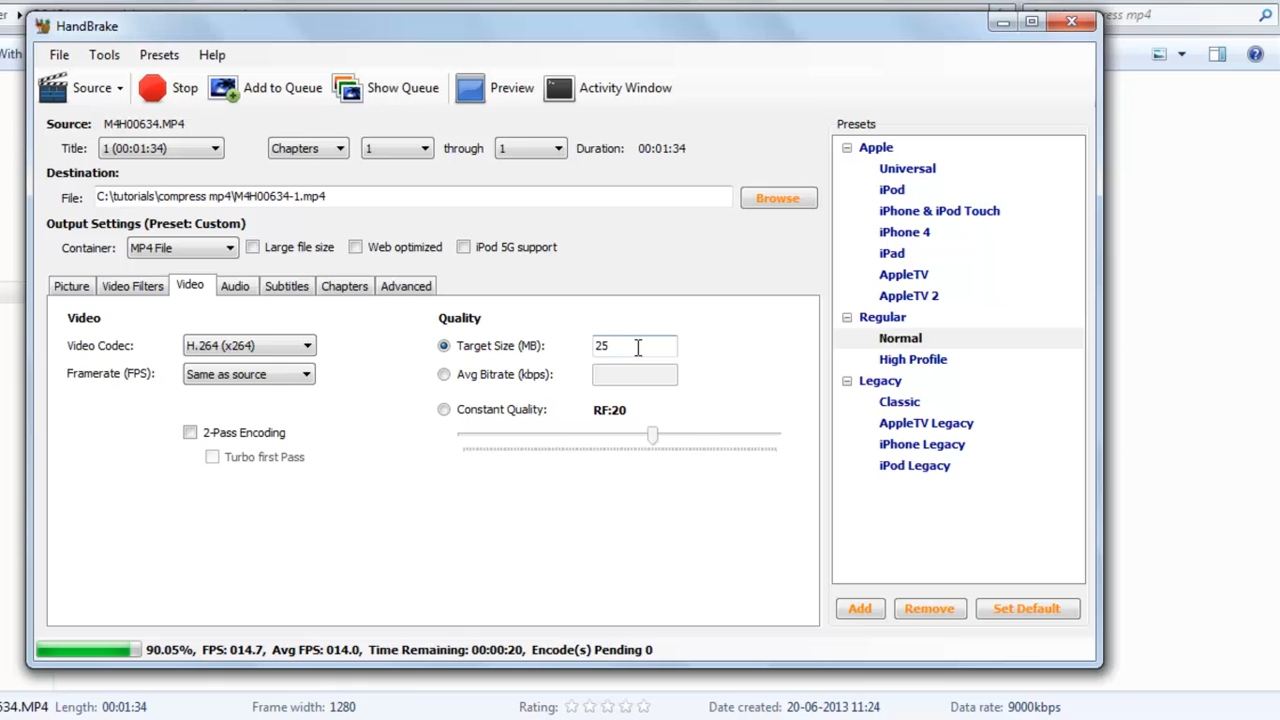 er
press mp4
HandBrake
With
File Tools Presets Help
Source Stop Add to Queue Show Queue Preview Activity Window
Source: M4H00634.MP4
Title: 1 (00:01:34) Chapters 1 through 1 Duration: 00:01:34
Destination:
File: C:\tutorials\compress mp4\M4H00634-1.mp4 Browse
Output Settings (Preset: Custom)
Container: MP4 File Large file size Web optimized iPod 5G support
Picture Video Filters Video Audio Subtitles Chapters Advanced
Video
Video Codec: H.264 (x264)
Framerate (FPS): Same as source
2-Pass Encoding
Turbo first Pass
Quality
Target Size (MB): 25
Avg Bitrate (kbps):
Constant Quality: RF:20
Presets
Apple
Universal
iPod
iPhone & iPod Touch
iPhone 4
iPad
AppleTV
AppleTV 2
Regular
Normal
High Profile
Legacy
Classic
AppleTV Legacy
iPhone Legacy
iPod Legacy
Add Remove Set Default
90.05%, FPS: 014.7, Avg FPS: 014.0, Time Remaining: 00:00:20, Encode(s) Pending 0
634.MP4 Length: 00:01:34 Frame width: 1280 Rating: Date created: 20-06-2013 11:24 Data rate: 9000kbps